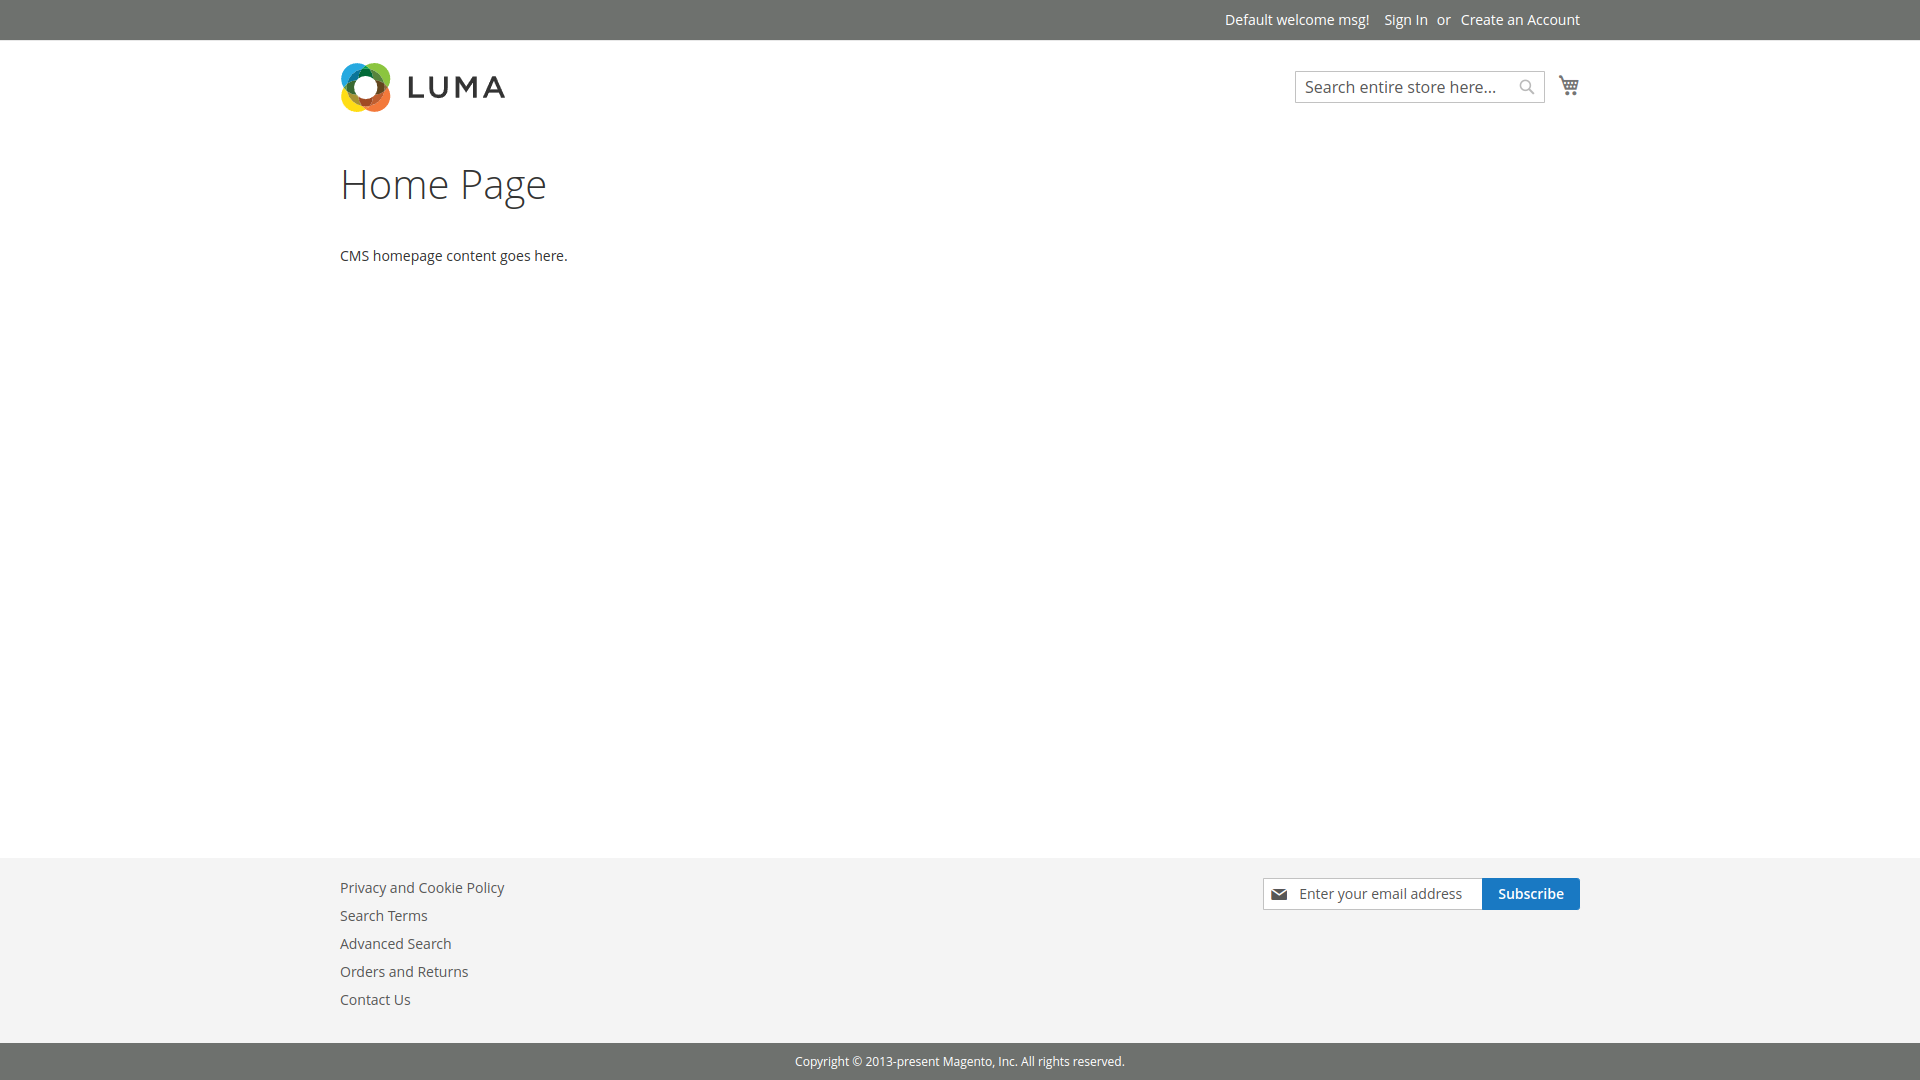 Default welcome msg! Sign In or Create an Account
LUMA
Search entire store here...
Home Page
CMS homepage content goes here.
Privacy and Cookie Policy
Search Terms
Advanced Search
Orders and Returns
Contact Us
Enter your email address
Subscribe
Copyright © 2013-present Magento, Inc. All rights reserved.